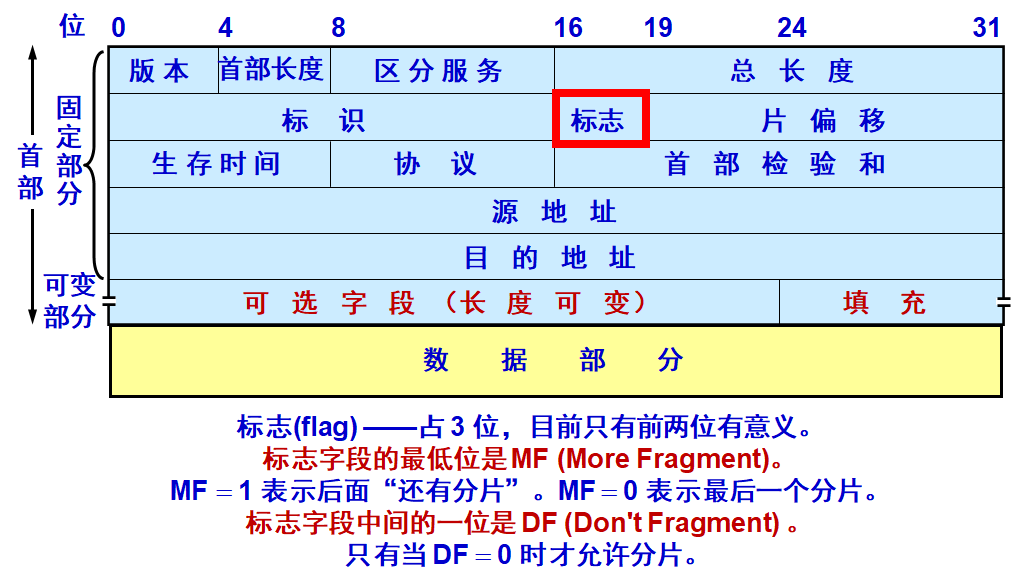 位 0 4 8 16 19 24 31
版本 首部长度 区分服务 总长度
标识 标志 片偏移
生存时间 协议 首部检验和
源地址
目的地址
可选字段（长度可变） 填充
数据部分
首部
固定部分
可变部分
标志(flag) ——占 3 位，目前只有前两位有意义。
标志字段的最低位是 MF (More Fragment)。
MF = 1 表示后面“还有分片”。MF = 0 表示最后一个分片。
标志字段中间的一位是 DF (Don't Fragment) 。
只有当 DF = 0 时才允许分片。